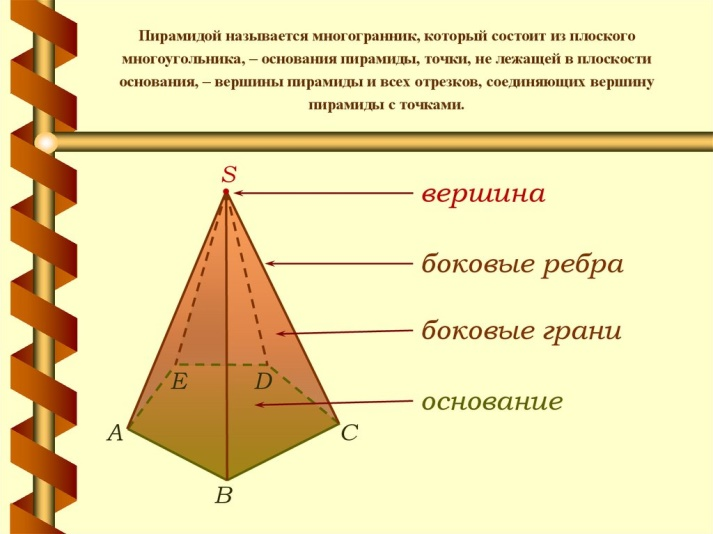 Пирамидой называется многогранник, который состоит из плоского
многоугольника, – основания пирамиды, точки, не лежащей в плоскости
основания, – вершины пирамиды и всех отрезков, соединяющих вершину
пирамиды с точками.
S
вершина
боковые ребра
боковые грани
E
D
основание
A
C
B